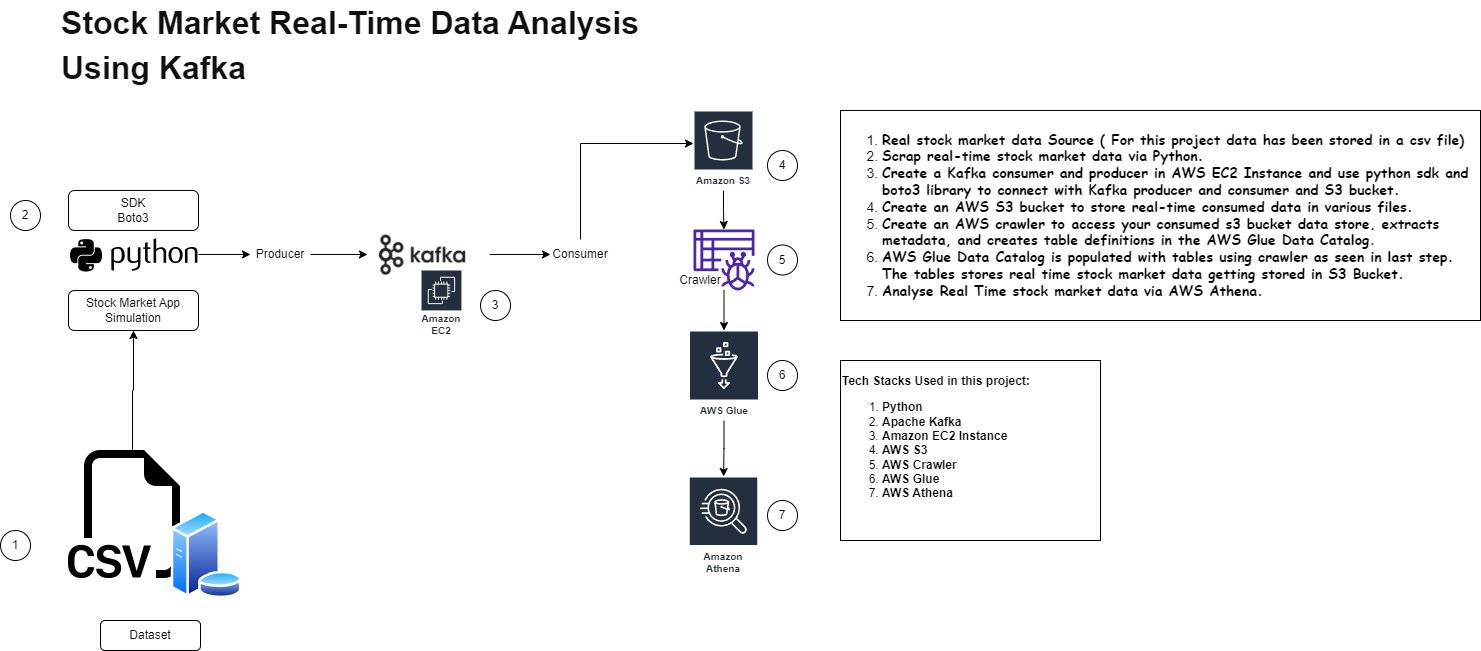 Stock Market Real-Time Data Analysis
Using Kafka
2
SDK
Boto3
python
Producer
kafka
Consumer
Amazon
EC2
3
Stock Market App
Simulation
1
CSV
Dataset
Amazon S3
4
Crawler
5
AWS Glue
6
Amazon
Athena
7
1. Real stock market data Source ( For this project data has been stored in a csv file)
2. Scrap real-time stock market data via Python.
3. Create a Kafka consumer and producer in AWS EC2 Instance and use python sdk and
boto3 library to connect with Kafka producer and consumer and S3 bucket.
4. Create an AWS S3 bucket to store real-time consumed data in various files.
5. Create an AWS crawler to access your consumed s3 bucket data store, extracts
metadata, and creates table definitions in the AWS Glue Data Catalog.
6. AWS Glue Data Catalog is populated with tables using crawler as seen in last step.
The tables stores real time stock market data getting stored in S3 Bucket.
7. Analyse Real Time stock market data via AWS Athena.
Tech Stacks Used in this project:
1. Python
2. Apache Kafka
3. Amazon EC2 Instance
4. AWS S3
5. AWS Crawler
6. AWS Glue
7. AWS Athena